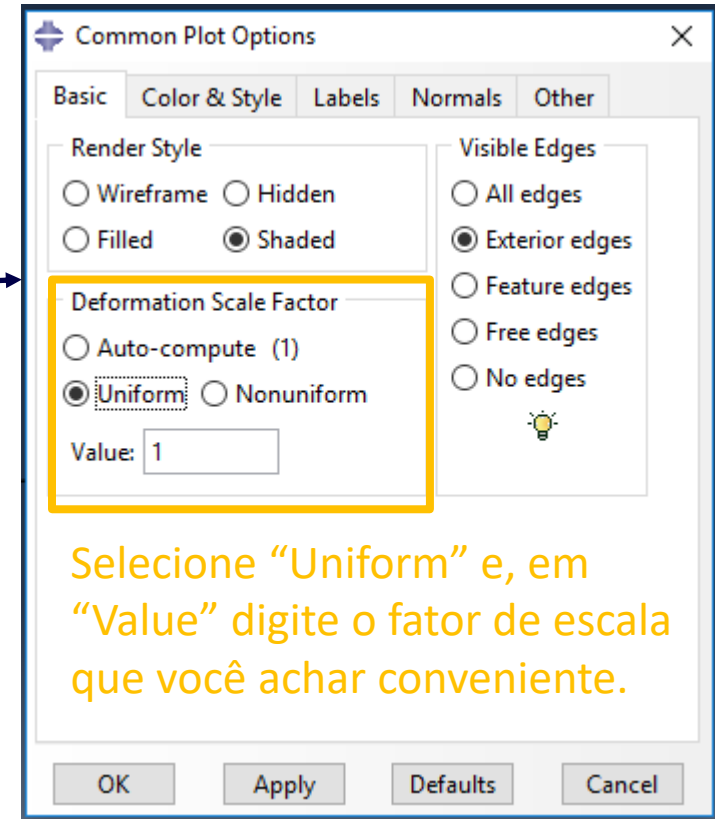 Common Plot Options
Basic Color & Style Labels Normals Other
Render Style
Wireframe Hidden
Filled Shaded
Deformation Scale Factor
Auto-compute (1)
Uniform Nonuniform
Value: 1
Visible Edges
All edges
Exterior edges
Feature edges
Free edges
No edges
Selecione “Uniform” e, em
“Value” digite o fator de escala
que você achar conveniente.
OK Apply Defaults Cancel